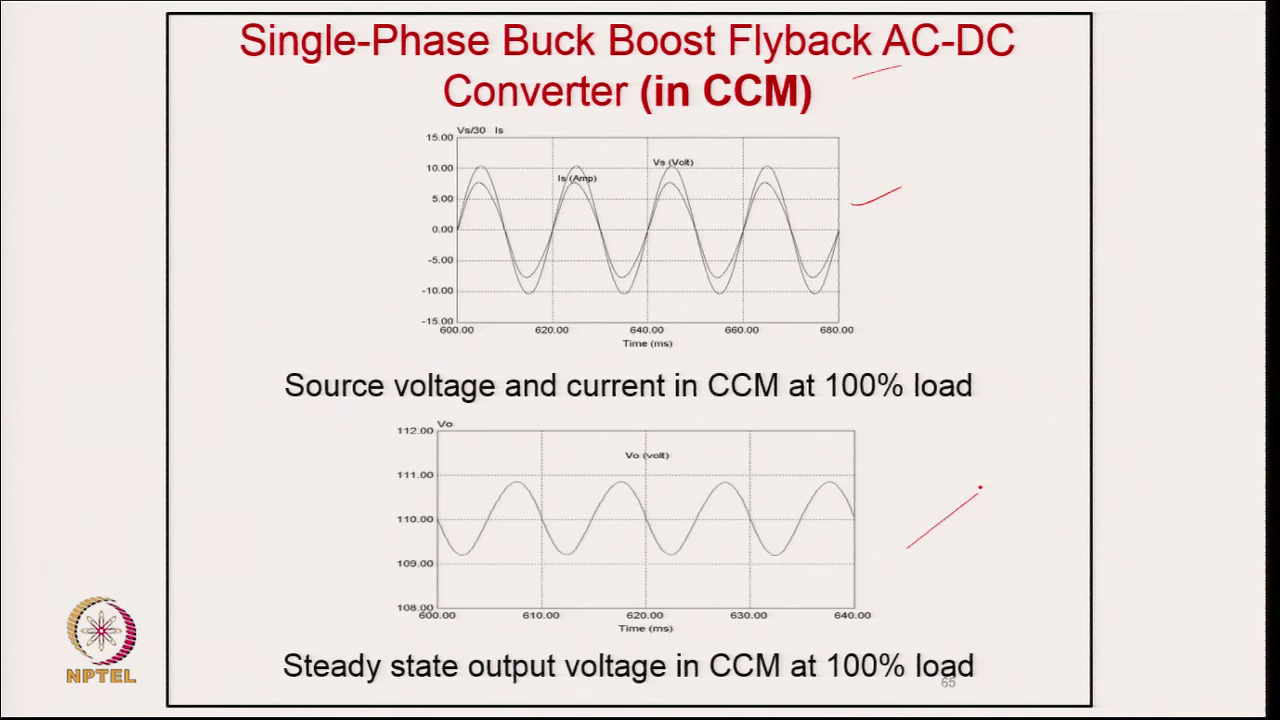 Single-Phase Buck Boost Flyback AC-DC
Converter (in CCM)
Vs/30 Is
15.00
10.00
5.00
0.00
-5.00
-10.00
-15.00
Vs (Volt)
Is (Amp)
600.00 620.00 640.00 660.00 680.00
Time (ms)
Source voltage and current in CCM at 100% load
Vo
112.00
111.00
110.00
109.00
108.00
Vo (volt)
600.00 610.00 620.00 630.00 640.00
Time (ms)
Steady state output voltage in CCM at 100% load
65
NPTEL